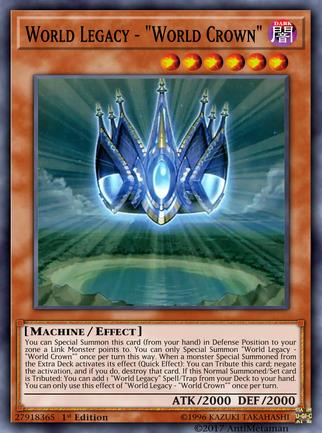 World Legacy - "World Crown"
DARK
闇
[Machine / Effect]
You can Special Summon this card (from your hand) in Defense Position to your
zone a Link Monster points to. You can only Special Summon "World Legacy -
"World Crown"" once per turn this way. When a monster Special Summoned from
the Extra Deck activates its effect (Quick Effect): You can Tribute this card; negate
the activation, and if you do, destroy that card. If this Normal Summoned/Set card
is Tributed: You can add 1 "World Legacy" Spell/Trap from your Deck to your hand.
You can only use this effect of "World Legacy - "World Crown"" once per turn.
ATK/2000 DEF/2000
27918365 1st Edition ©1996 KAZUKI TAKAHASHI
©2017 AntiMetaman